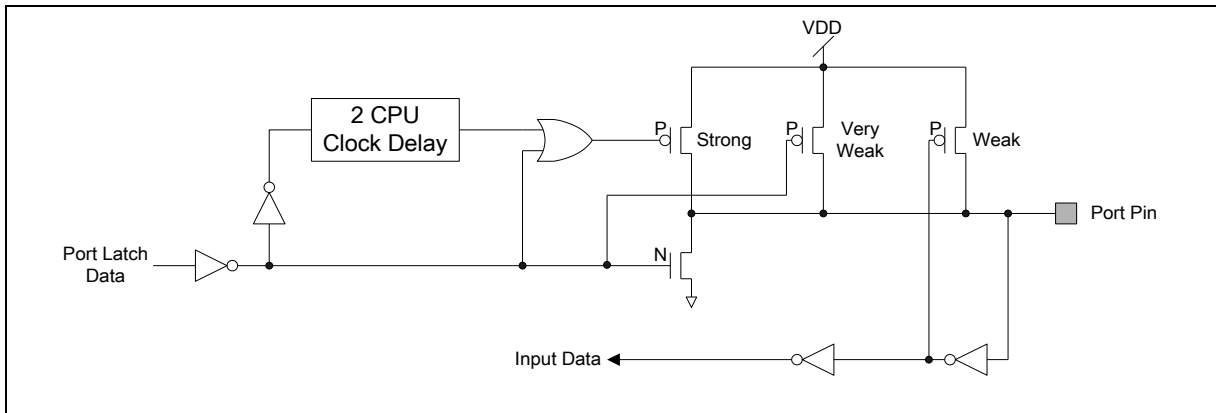 VDD
2 CPU
Clock Delay
P
Strong
P
Very
Weak
P
Weak
Port Pin
Port Latch
Data
N
Input Data